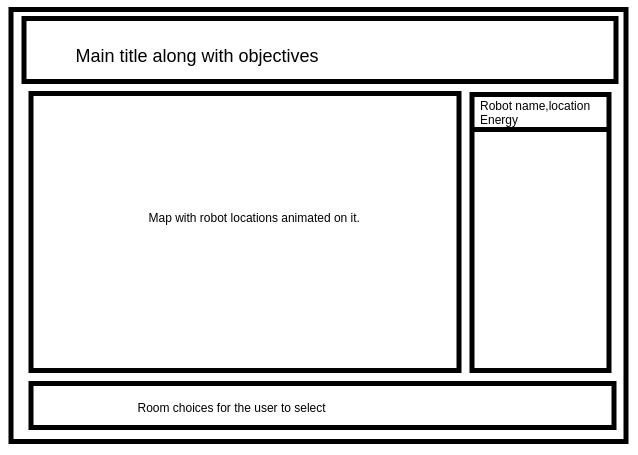 Main title along with objectives
Robot name,location
Energy
Map with robot locations animated on it.
Room choices for the user to select